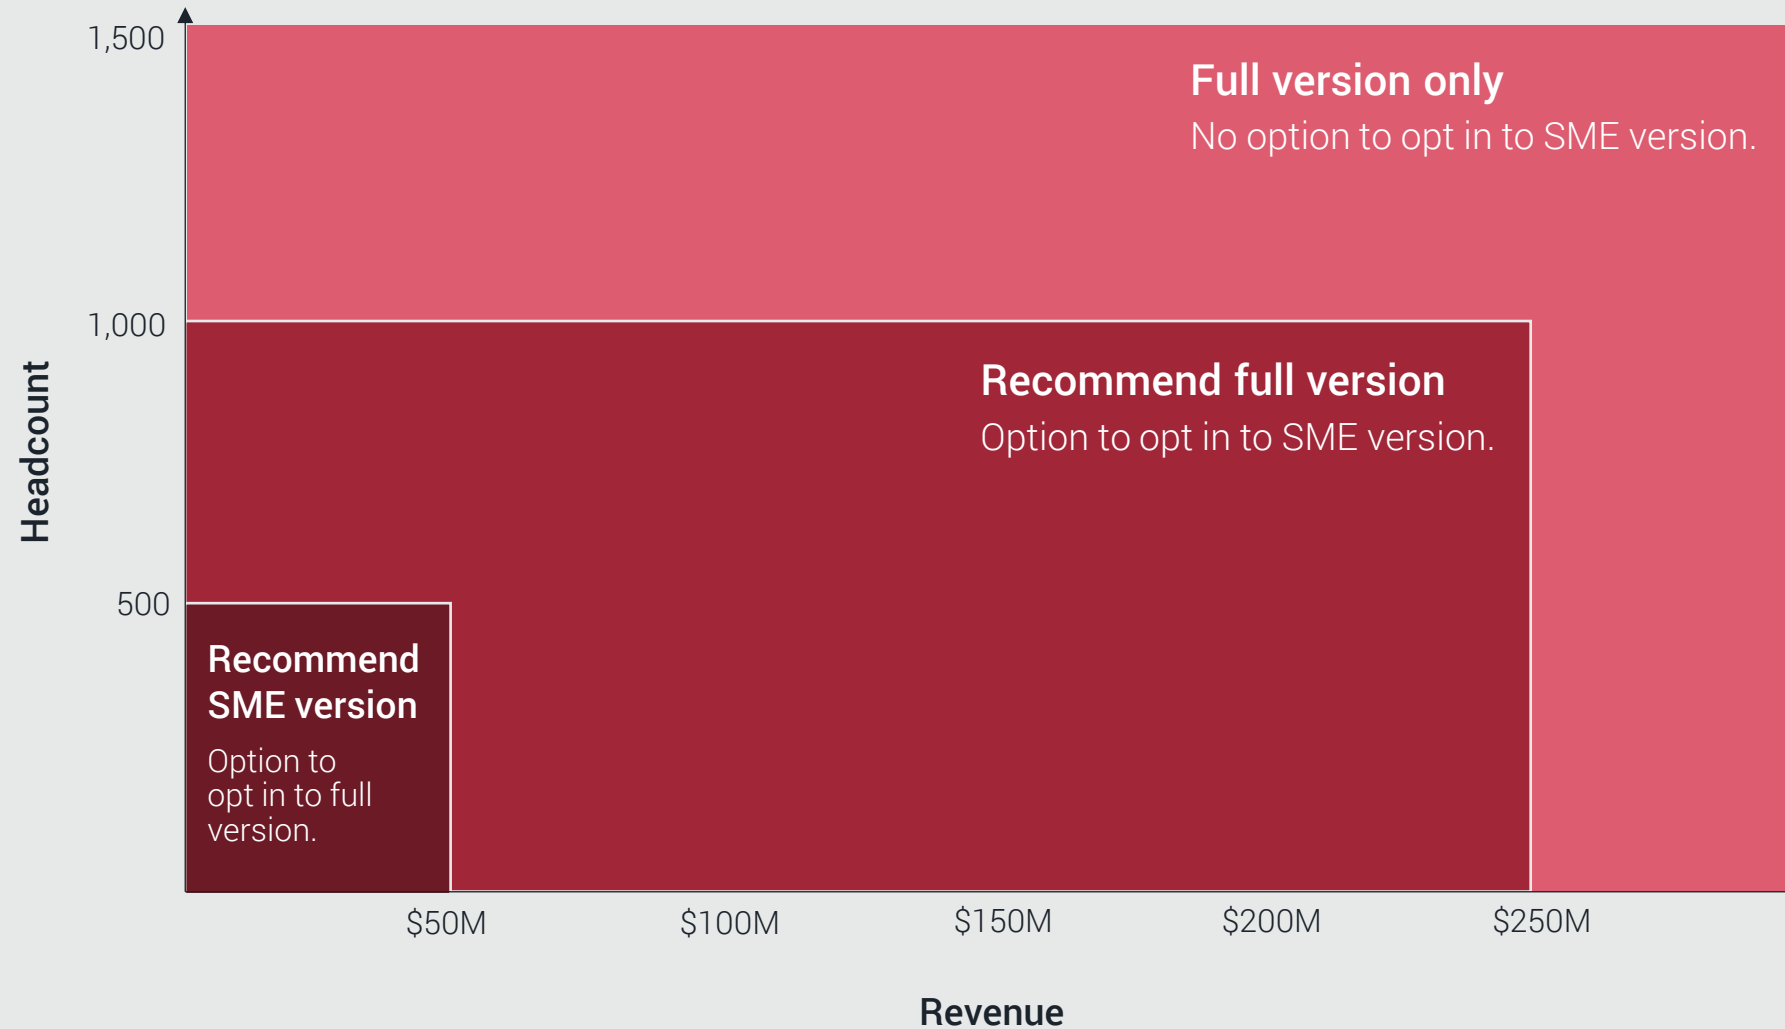 1,500
Full version only
No option to opt in to SME version.
1,000
Recommend full version
Option to opt in to SME version.
Headcount
500
Recommend
SME version
Option to
opt in to full
version.
$50M
$100M
$150M
$200M
$250M
Revenue